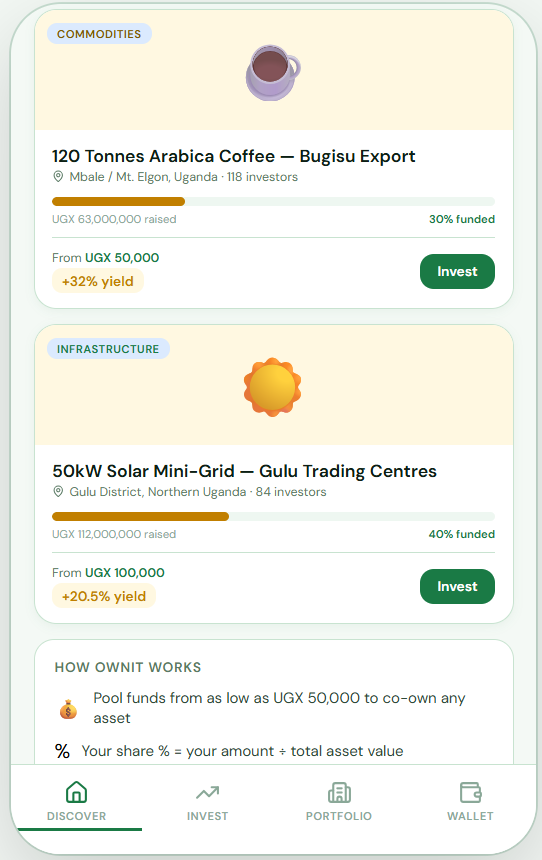 COMMODITIES
120 Tonnes Arabica Coffee — Bugisu Export
Mbale / Mt. Elgon, Uganda · 118 investors
UGX 63,000,000 raised
30% funded
From UGX 50,000
+32% yield
Invest
INFRASTRUCTURE
50kW Solar Mini-Grid — Gulu Trading Centres
Gulu District, Northern Uganda · 84 investors
UGX 112,000,000 raised
40% funded
From UGX 100,000
+20.5% yield
Invest
HOW OWNIT WORKS
$
Pool funds from as low as UGX 50,000 to co-own any
asset
% Your share % = your amount ÷ total asset value
DISCOVER
INVEST
PORTFOLIO
WALLET